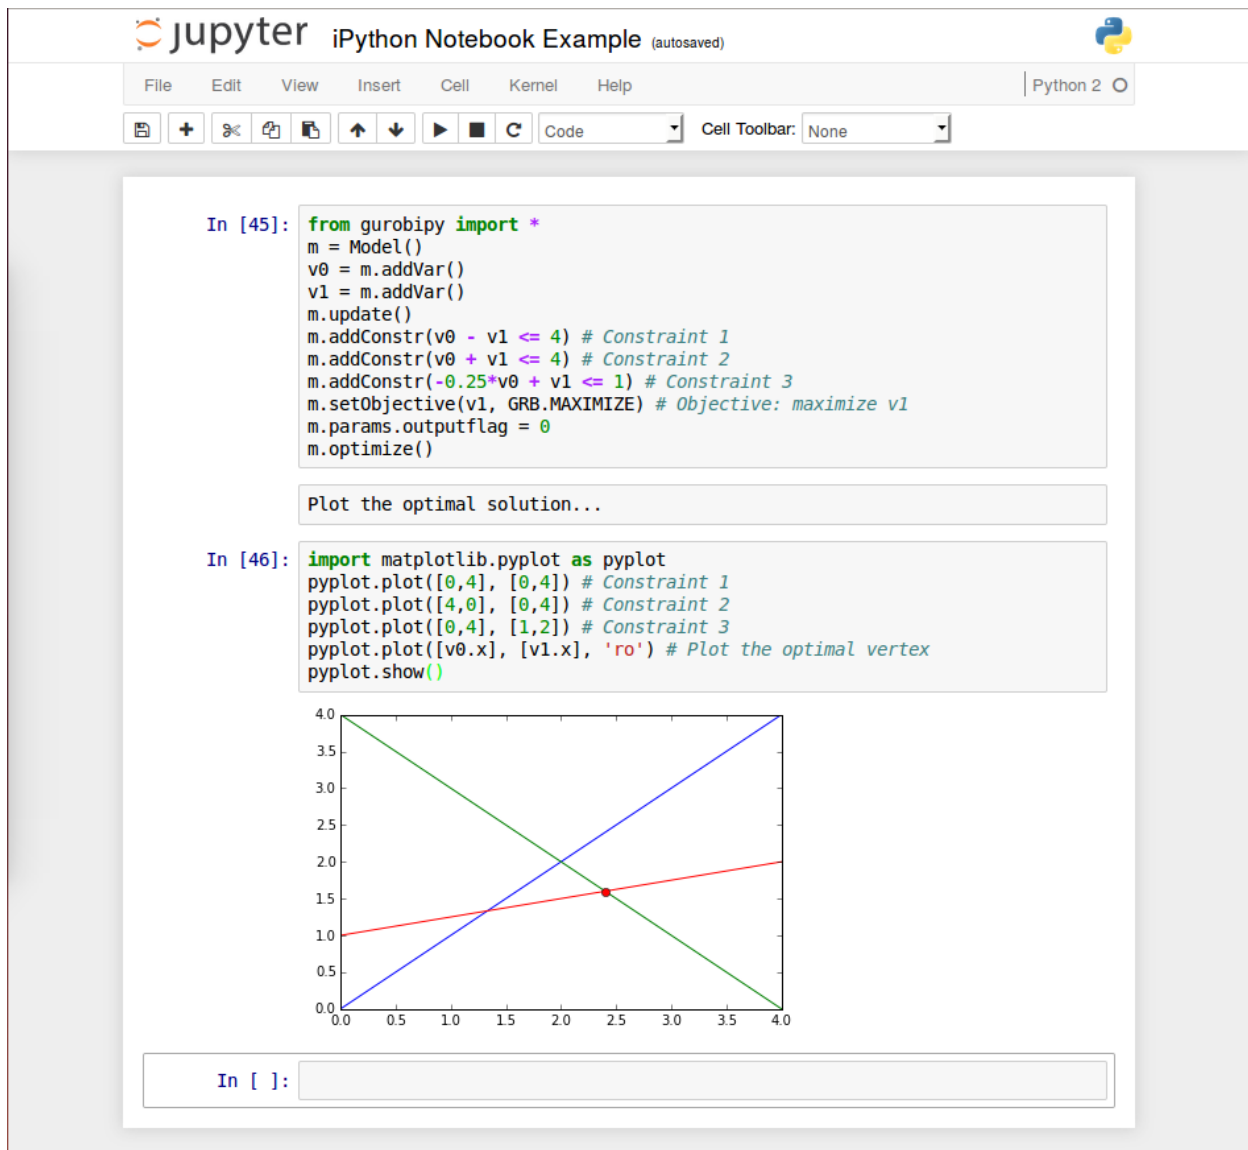 jupyter iPython Notebook Example (autosaved)
File Edit View Insert Cell Kernel Help Python 2
Code Cell Toolbar: None
In [45]: from gurobipy import *
m = Model()
v0 = m.addVar()
v1 = m.addVar()
m.update()
m.addConstr(v0 - v1 <= 4) # Constraint 1
m.addConstr(v0 + v1 <= 4) # Constraint 2
m.addConstr(-0.25*v0 + v1 <= 1) # Constraint 3
m.setObjective(v1, GRB.MAXIMIZE) # Objective: maximize v1
m.params.outputflag = 0
m.optimize()
Plot the optimal solution...
In [46]: import matplotlib.pyplot as pyplot
pyplot.plot([0,4], [0,4]) # Constraint 1
pyplot.plot([4,0], [0,4]) # Constraint 2
pyplot.plot([0,4], [1,2]) # Constraint 3
pyplot.plot([v0.x], [v1.x], 'ro') # Plot the optimal vertex
pyplot.show()
4.0
3.5
3.0
2.5
2.0
1.5
1.0
0.5
0.0
0.0 0.5 1.0 1.5 2.0 2.5 3.0 3.5 4.0
In [ ]: